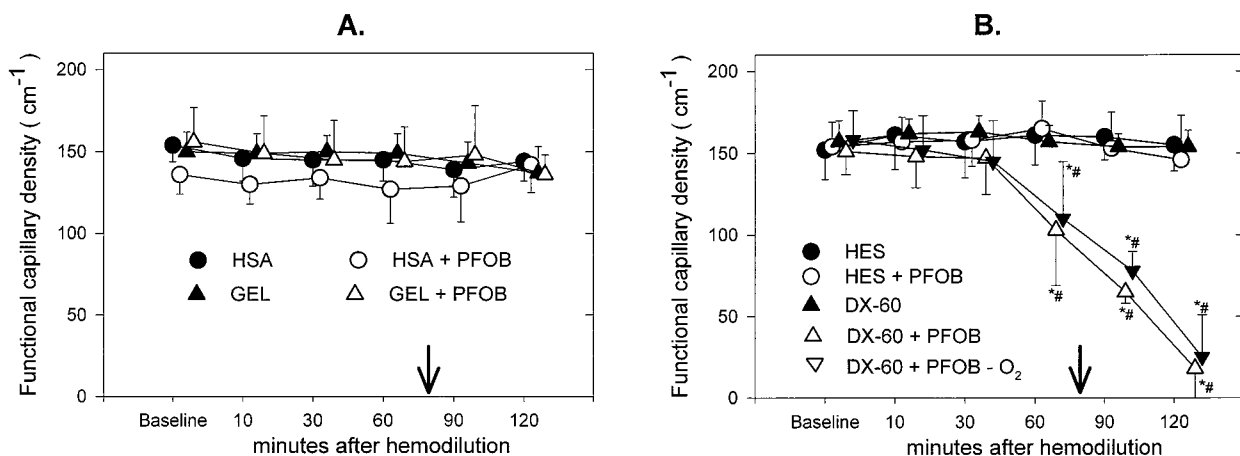 A.
Functional capillary density ( cm⁻¹ )
200
150
100
50
0
HSA
HSA + PFOB
GEL
GEL + PFOB
Baseline 10 30 60 90 120
minutes after hemodilution
B.
Functional capillary density ( cm⁻¹ )
200
150
100
50
0
*#
*#
*#
*#
*#
*#
HES
HES + PFOB
DX-60
DX-60 + PFOB
DX-60 + PFOB - O₂
Baseline 10 30 60 90 120
minutes after hemodilution